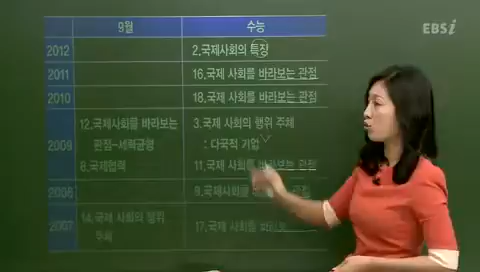 EBSi
9월 수능
2012 2.국제사회의 특징
2011 16.국제 사회를 바라보는 관점
2010 18.국제 사회를 바라보는 관점
2009 12.국제사회를 바라보는 관점-세력균형
3.국제 사회의 행위 주체
: 다국적 기업
8.국제협력 11.국제 사회를 바라보는 관점
2008 9.국제사회를 바라보는 관점
2007 14.국제 사회의 행위 주체
17.국제 사회를 바라보는